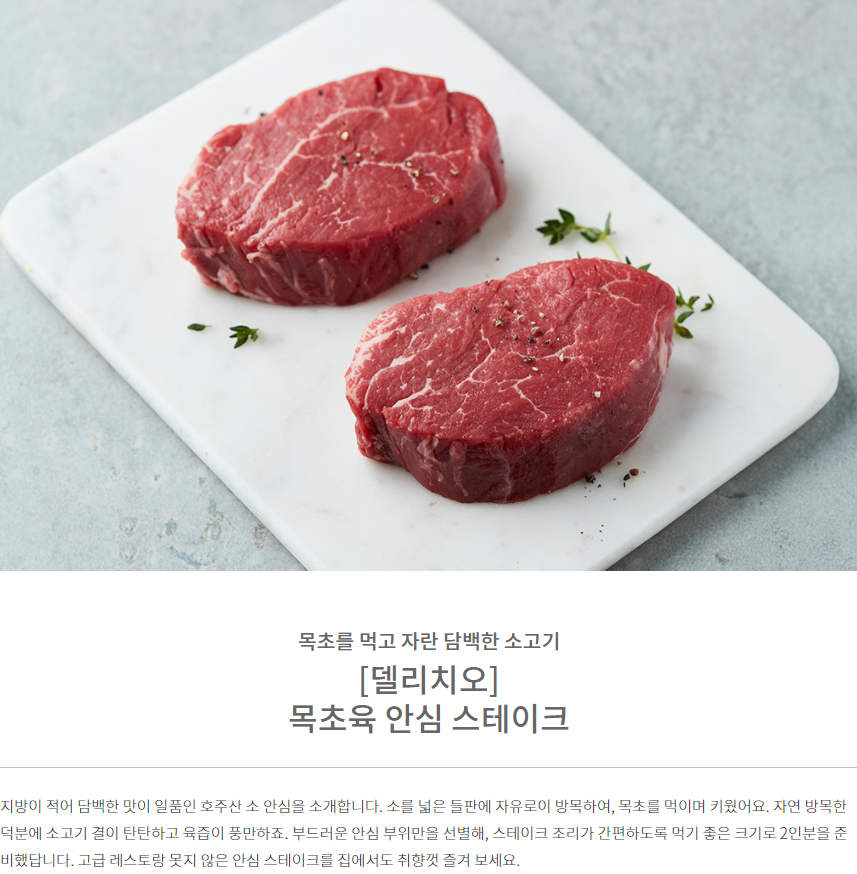 목초를 먹고 자란 담백한 소고기
[델리치오]
목초육 안심 스테이크
지방이 적어 담백한 맛이 일품인 호주산 소 안심을 소개합니다. 소를 넓은 들판에 자유로이 방목하여, 목초를 먹이며 키웠어요. 자연 방목한
덕분에 소고기 결이 탄탄하고 육즙이 풍만하죠. 부드러운 안심 부위만을 선별해, 스테이크 조리가 간편하도록 먹기 좋은 크기로 2인분을 준
비했답니다. 고급 레스토랑 못지 않은 안심 스테이크를 집에서도 취향껏 즐겨 보세요.